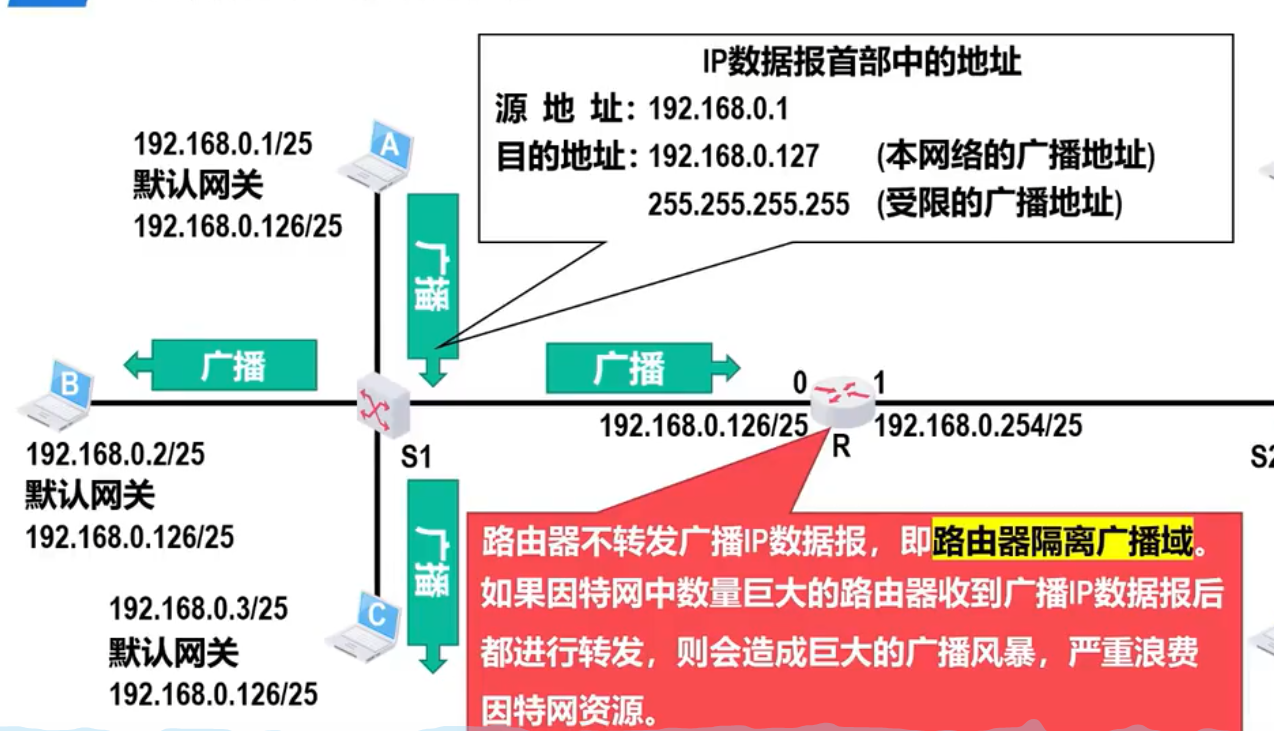 IP数据报首部中的地址
源 地 址：192.168.0.1
目的地址：192.168.0.127 (本网络的广播地址)
255.255.255.255 (受限的广播地址)
A
192.168.0.1/25
默认网关
192.168.0.126/25
广播
广播
广播
B
0
1
192.168.0.126/25
192.168.0.254/25
R
S1
192.168.0.2/25
默认网关
192.168.0.126/25
广播
C
192.168.0.3/25
默认网关
192.168.0.126/25
路由器不转发广播IP数据报，即路由器隔离广播域。
如果因特网中数量巨大的路由器收到广播IP数据报后
都进行转发，则会造成巨大的广播风暴，严重浪费
因特网资源。